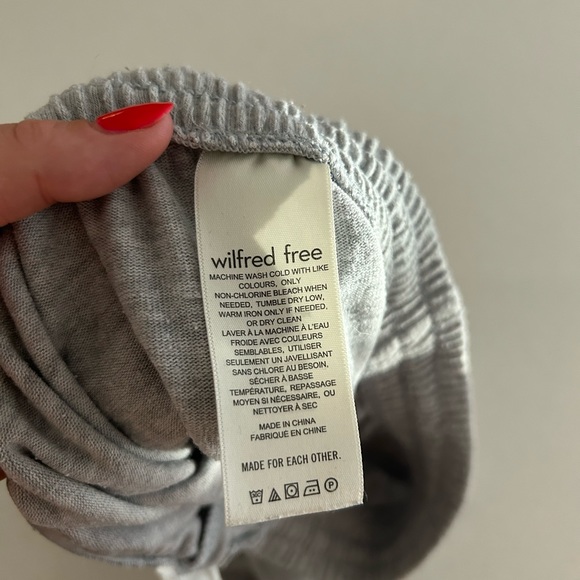 wilfred free
MACHINE WASH COLD WITH LIKE
COLOURS, ONLY
NON-CHLORINE BLEACH WHEN
NEEDED, TUMBLE DRY LOW,
WARM IRON ONLY IF NEEDED,
OR DRY CLEAN
LAVER À LA MACHINE À L'EAU
FROIDE AVEC COULEURS
SEMBLABLES, UTILISER
SEULEMENT UN JAVELLISANT
SANS CHLORE AU BESOIN,
SÉCHER À BASSE
TEMPÉRATURE, REPASSAGE
MOYEN SI NÉCESSAIRE, OU
NETTOYER À SEC
MADE IN CHINA
FABRIQUÉ EN CHINE
MADE FOR EACH OTHER.